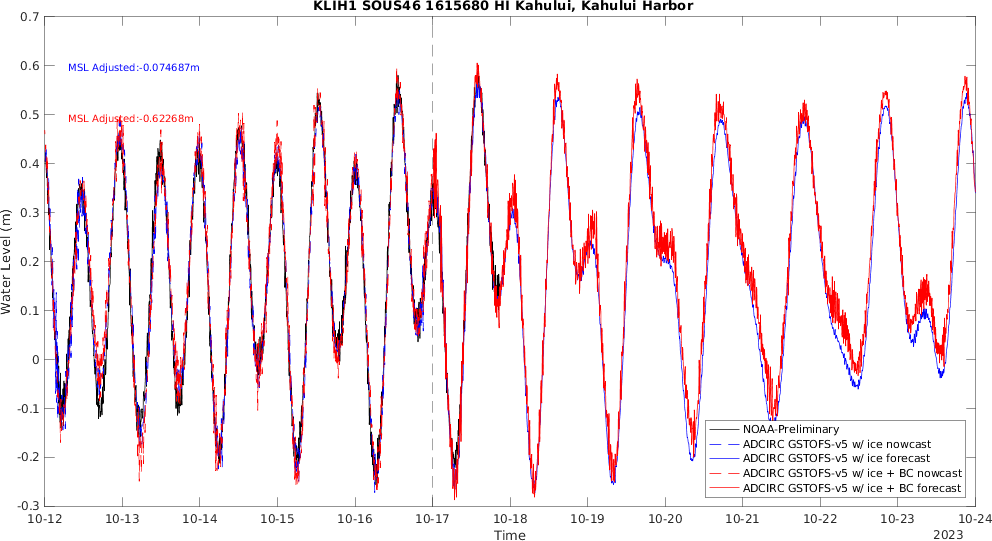 KLIH1 SOUS46 1615680 HI Kahului, Kahului Harbor
0.7
0.6
0.5
0.4
0.3
0.2
0.1
0
-0.1
-0.2
-0.3
Water Level (m)
MSL Adjusted:-0.074687m
MSL Adjusted:-0.62268m
NOAA-Preliminary
ADCIRC GSTOFS-v5 w/ ice nowcast
ADCIRC GSTOFS-v5 w/ ice forecast
ADCIRC GSTOFS-v5 w/ ice + BC nowcast
ADCIRC GSTOFS-v5 w/ ice + BC forecast
10-12 10-13 10-14 10-15 10-16 10-17 10-18 10-19 10-20 10-21 10-22 10-23 10-24
2023
Time